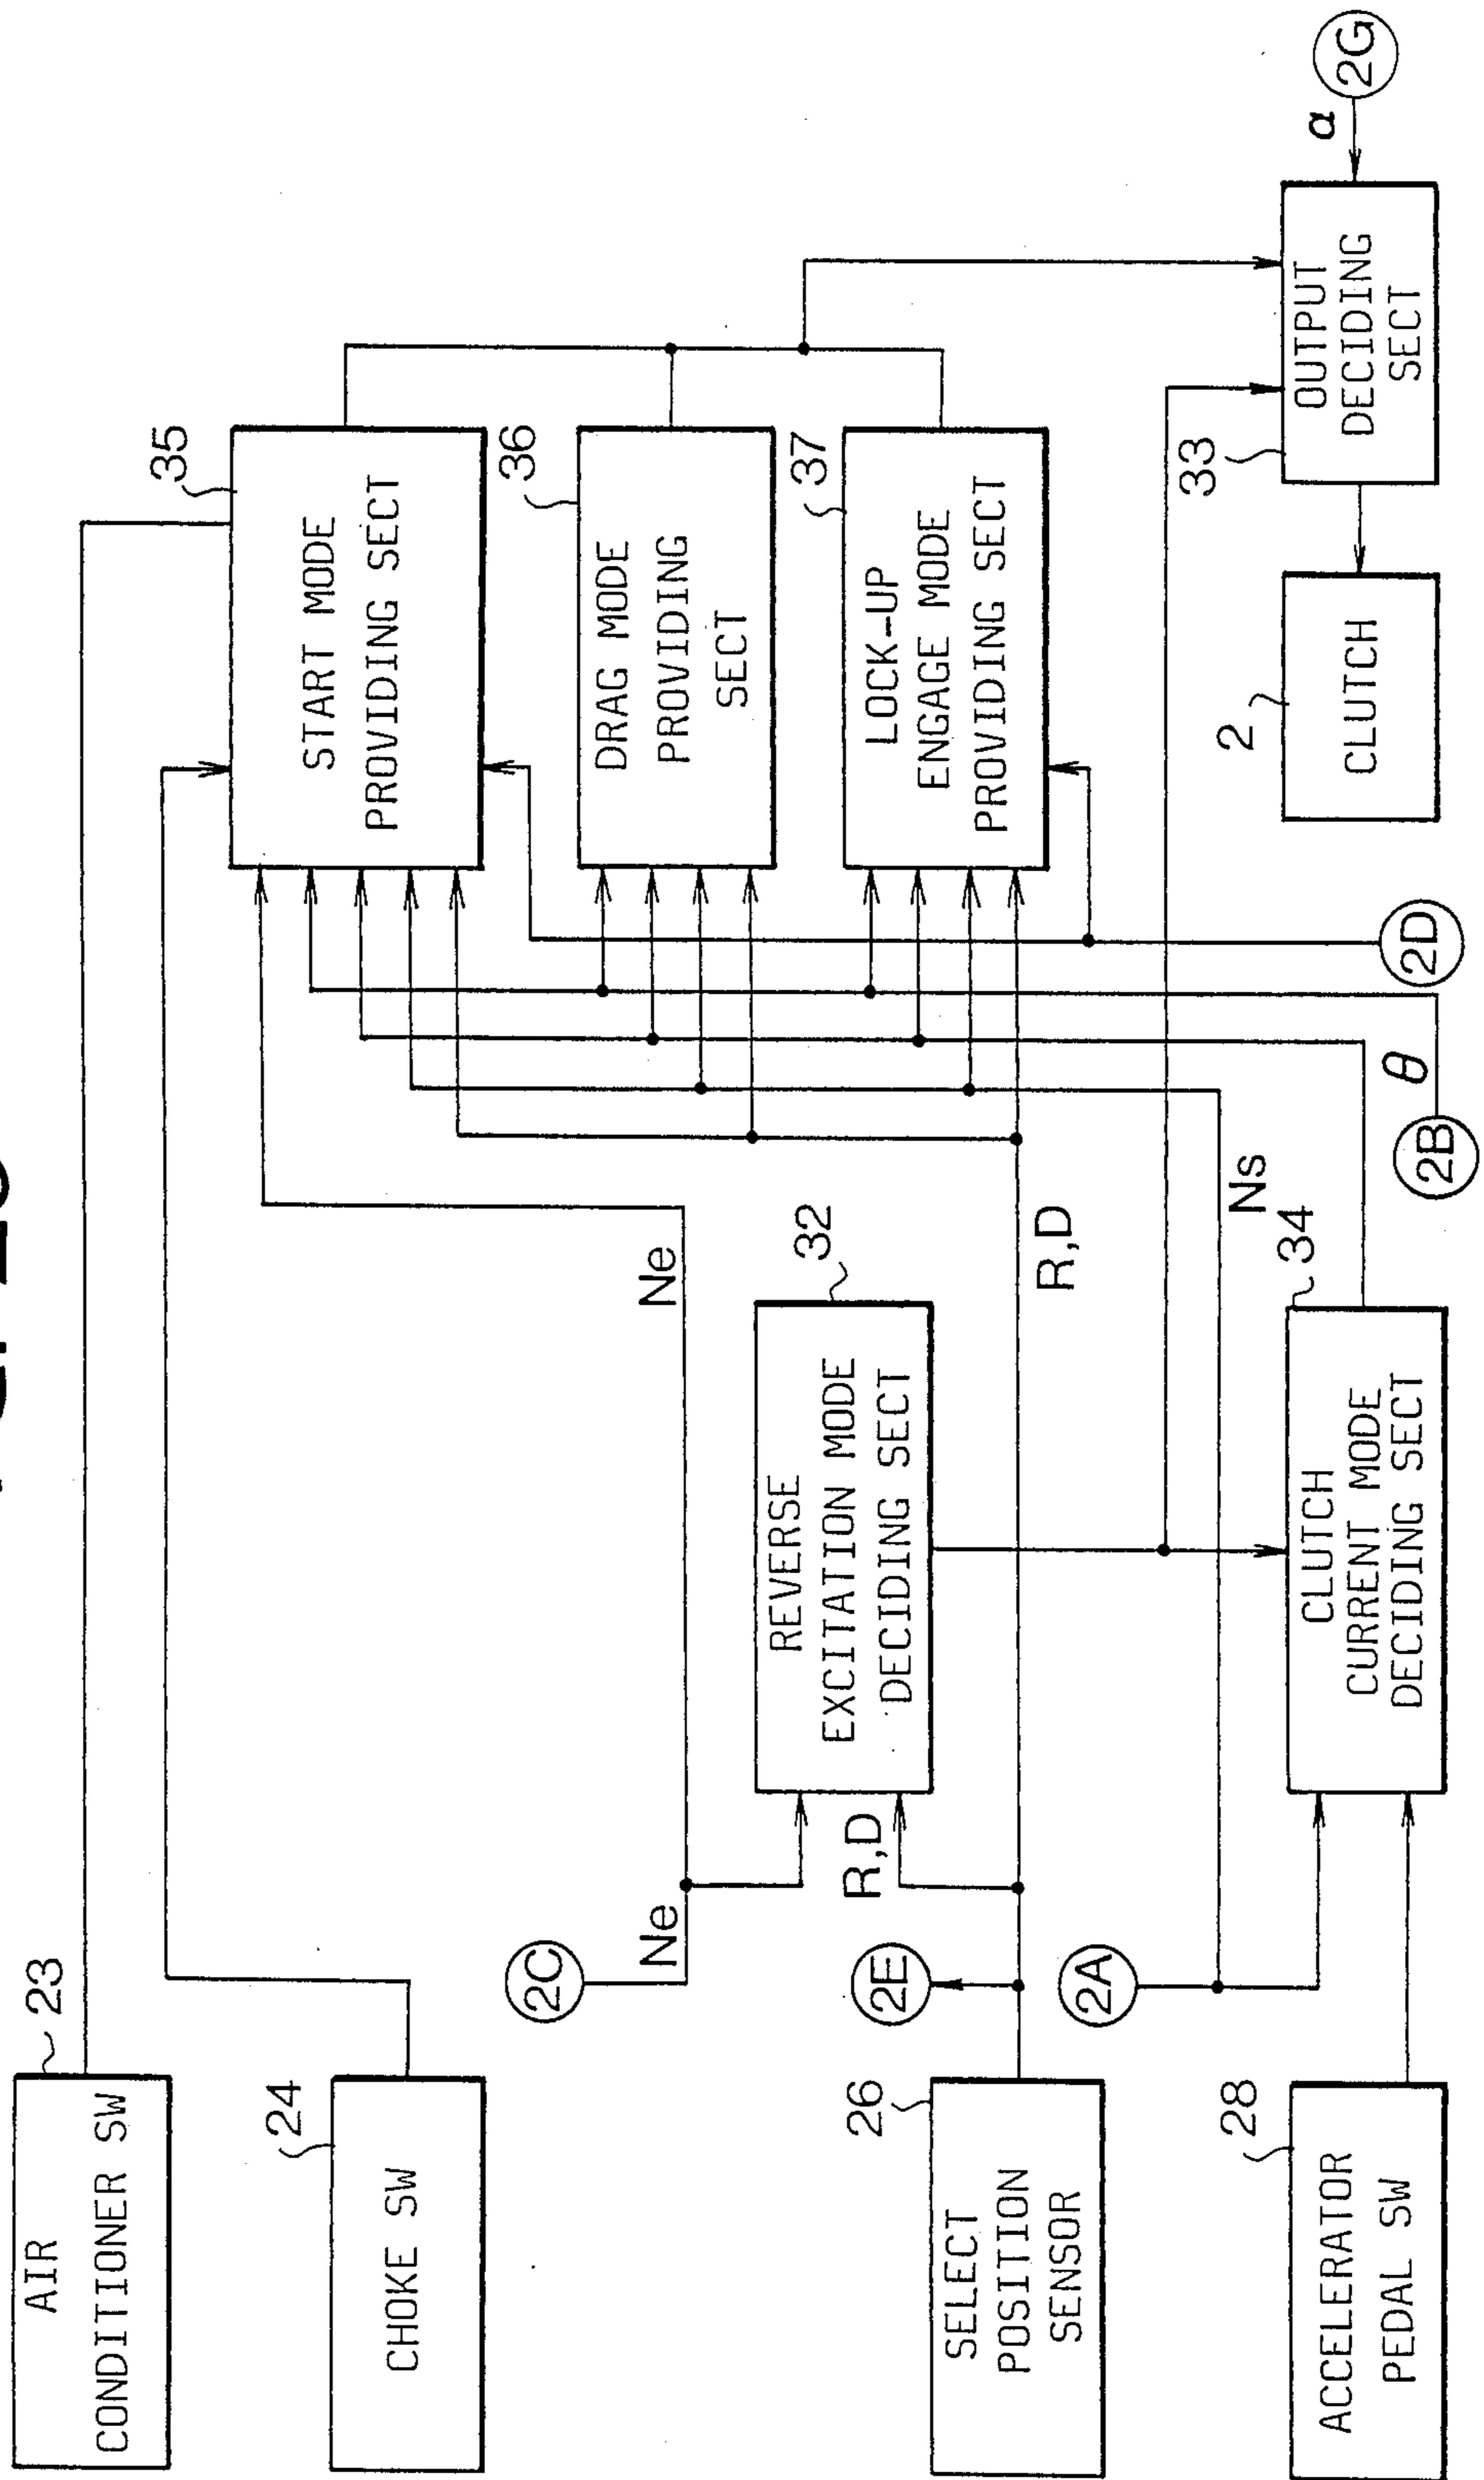 AIR
CONDITIONER SW
23
CHOKE SW
24
SELECT
POSITION
SENSOR
26
ACCELERATOR
PEDAL SW
28
2C
Ne
Ne
2E
R,D
2A
REVERSE
EXCITATION MODE
DECIDING SECT
32
R,D
CLUTCH
CURRENT MODE
DECIDING SECT
34
Ns
2B
θ
2D
START MODE
PROVIDING SECT
35
DRAG MODE
PROVIDING
SECT
36
LOCK-UP
ENGAGE MODE
PROVIDING SECT
37
CLUTCH
2
OUTPUT
DECIDING
SECT
33
α
2G